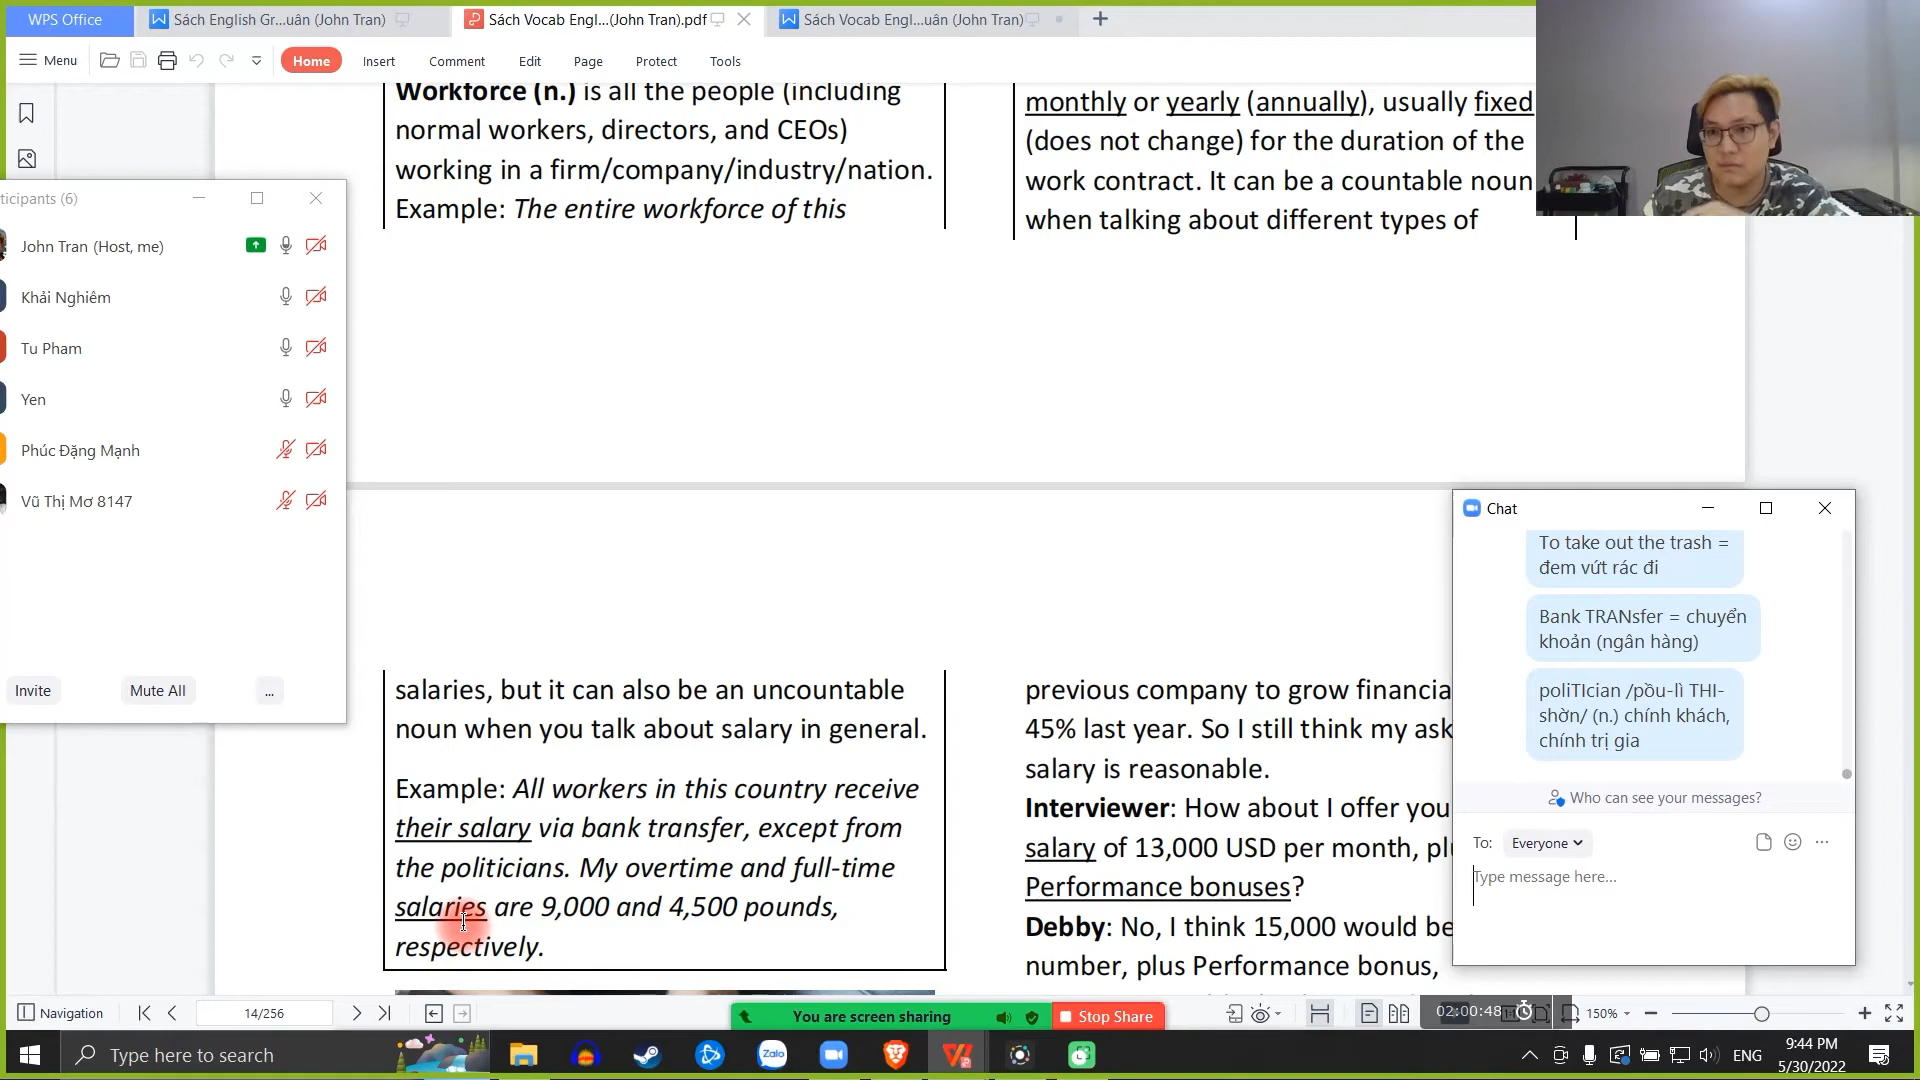 WPS Office
Sách English Gr...uân (John Tran)
Sách Vocab Engl...(John Tran).pdf
Sách Vocab Engl...uân (John Tran)
Menu
Home
Insert
Comment
Edit
Page
Protect
Tools
Workforce (n.) is all the people (including
normal workers, directors, and CEOs)
working in a firm/company/industry/nation.
Example: The entire workforce of this
monthly or yearly (annually), usually fixed
(does not change) for the duration of the
work contract. It can be a countable noun
when talking about different types of
ticipants (6)
John Tran (Host, me)
Khải Nghiêm
Tu Pham
Yen
Phúc Đặng Mạnh
Vũ Thị Mơ 8147
Invite
Mute All
...
salaries, but it can also be an uncountable
noun when you talk about salary in general.
Example: All workers in this country receive
their salary via bank transfer, except from
the politicians. My overtime and full-time
salaries are 9,000 and 4,500 pounds,
respectively.
previous company to grow financia
45% last year. So I still think my ask
salary is reasonable.
Interviewer: How about I offer you
salary of 13,000 USD per month, plu
Performance bonuses?
Debby: No, I think 15,000 would be
number, plus Performance bonus,
Chat
To take out the trash =
đem vứt rác đi
Bank TRANsfer = chuyển
khoản (ngân hàng)
poliTIcian /pồu-lì THI-
shờn/ (n.) chính khách,
chính trị gia
Who can see your messages?
To: Everyone
Type message here...
Navigation
14/256
You are screen sharing
Stop Share
02:00:48
150%
Type here to search
Zalo
ENG
9:44 PM
5/30/2022